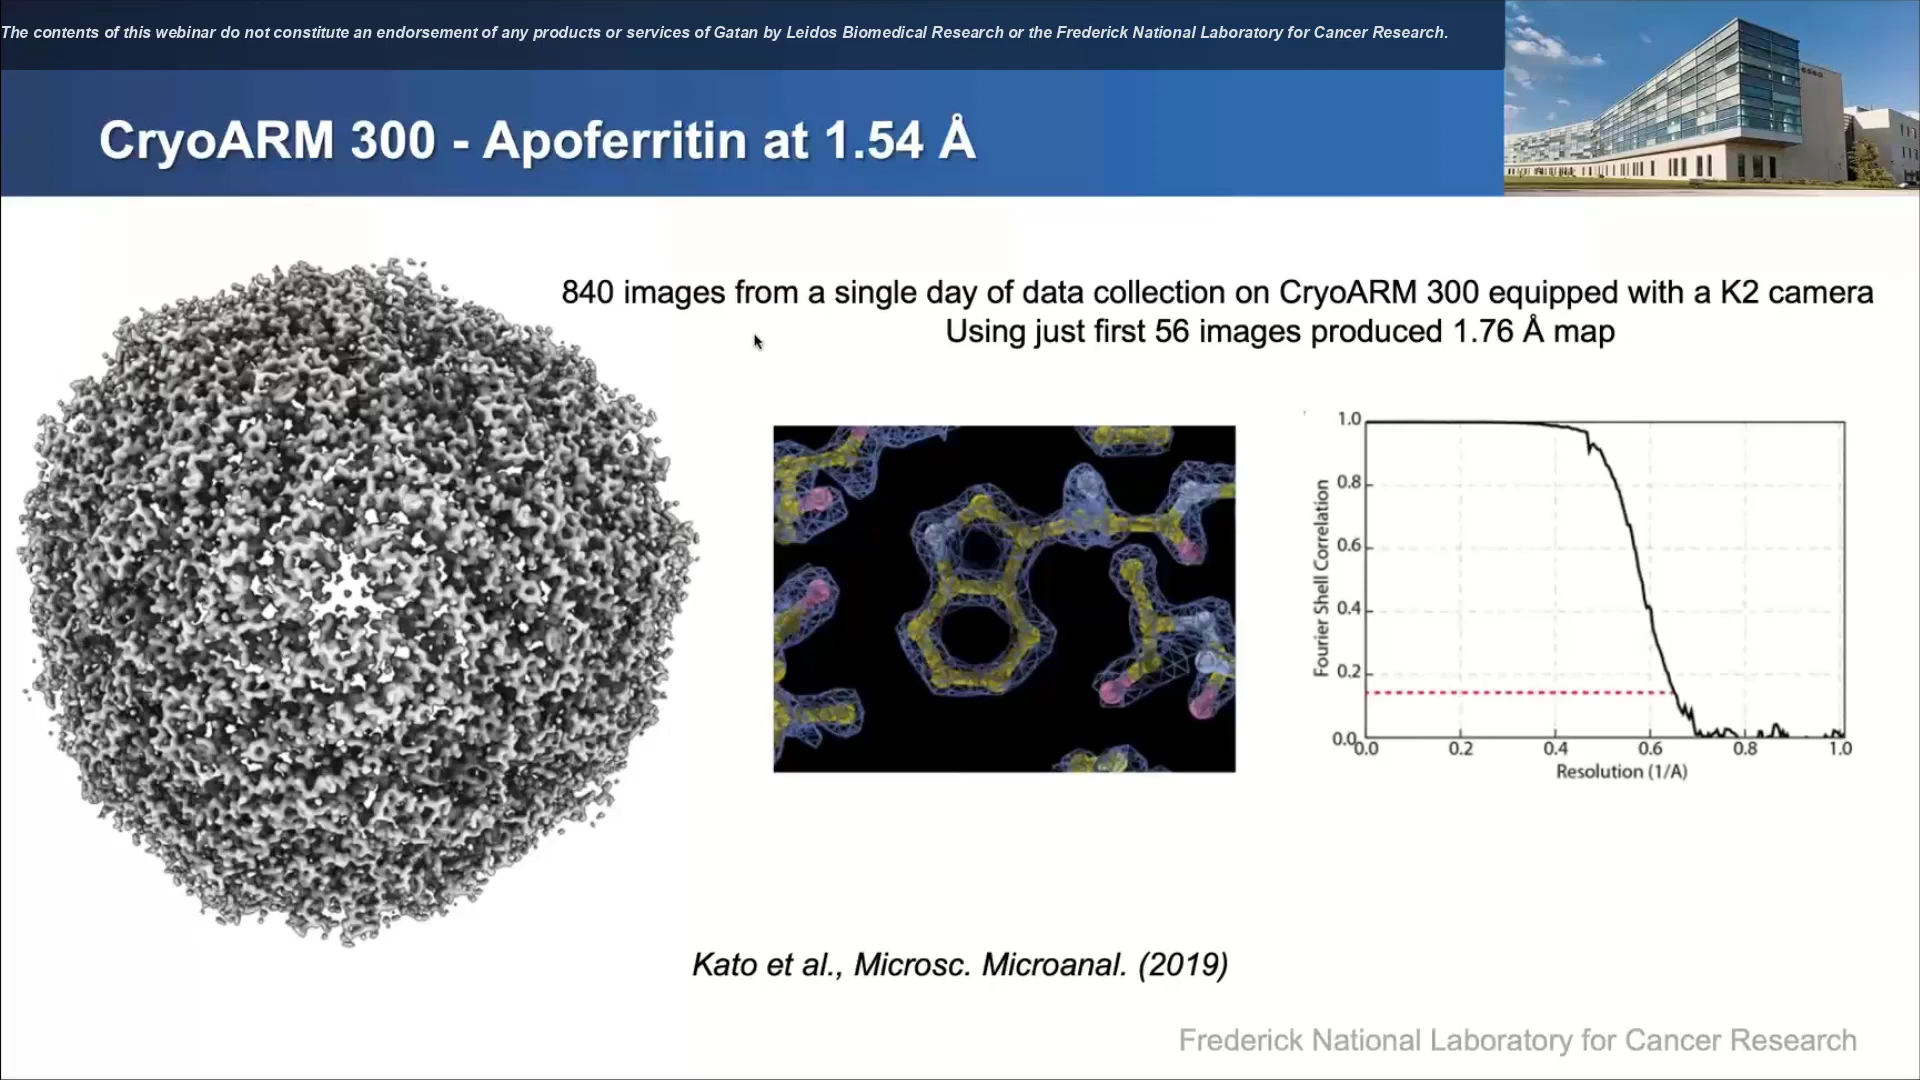 The contents of this webinar do not constitute an endorsement of any products or services of Gatan by Leidos Biomedical Research or the Frederick National Laboratory for Cancer Research.
CryoARM 300 - Apoferritin at 1.54 Å
840 images from a single day of data collection on CryoARM 300 equipped with a K2 camera
Using just first 56 images produced 1.76 Å map
Fourier Shell Correlation
1.0
0.8
0.6
0.4
0.2
0.0
0.0 0.2 0.4 0.6 0.8 1.0
Resolution (1/A)
Kato et al., Microsc. Microanal. (2019)
Frederick National Laboratory for Cancer Research